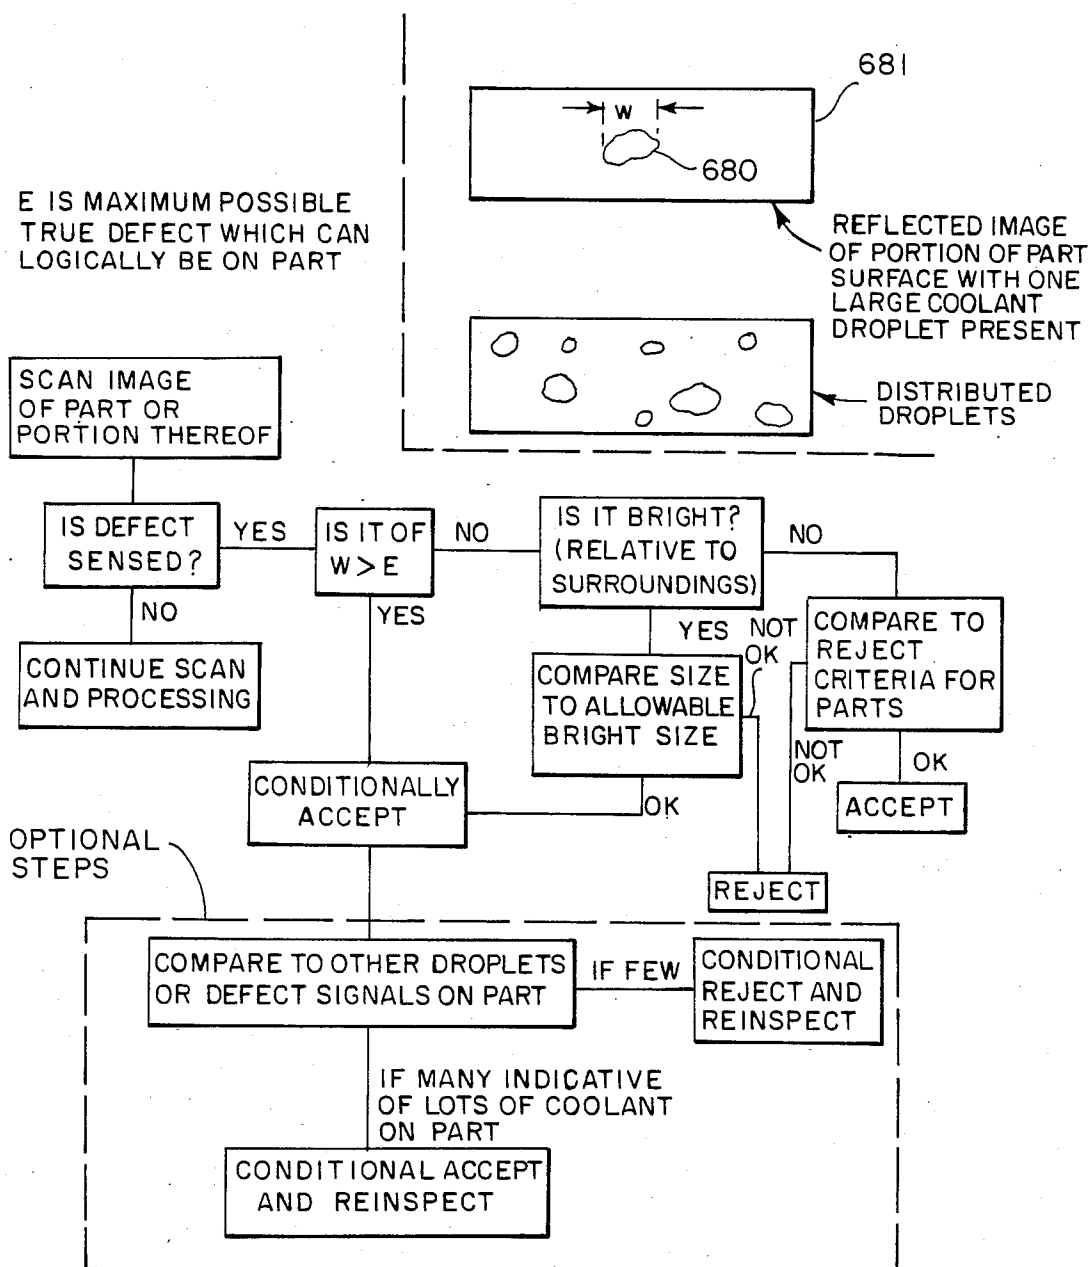 681
W
680
E IS MAXIMUM POSSIBLE
TRUE DEFECT WHICH CAN
LOGICALLY BE ON PART
REFLECTED IMAGE
OF PORTION OF PART
SURFACE WITH ONE
LARGE COOLANT
DROPLET PRESENT
DISTRIBUTED
DROPLETS
SCAN IMAGE
OF PART OR
PORTION THEREOF
IS DEFECT
SENSED?
YES
NO
CONTINUE SCAN
AND PROCESSING
IS IT OF
W > E
NO
YES
IS IT BRIGHT?
(RELATIVE TO
SURROUNDINGS)
NO
YES
COMPARE SIZE
TO ALLOWABLE
BRIGHT SIZE
NOT
OK
OK
COMPARE TO
REJECT
CRITERIA FOR
PARTS
NOT
OK
OK
ACCEPT
REJECT
CONDITIONALLY
ACCEPT
OPTIONAL
STEPS
COMPARE TO OTHER DROPLETS
OR DEFECT SIGNALS ON PART
IF FEW
CONDITIONAL
REJECT AND
REINSPECT
IF MANY INDICATIVE
OF LOTS OF COOLANT
ON PART
CONDITIONAL ACCEPT
AND REINSPECT